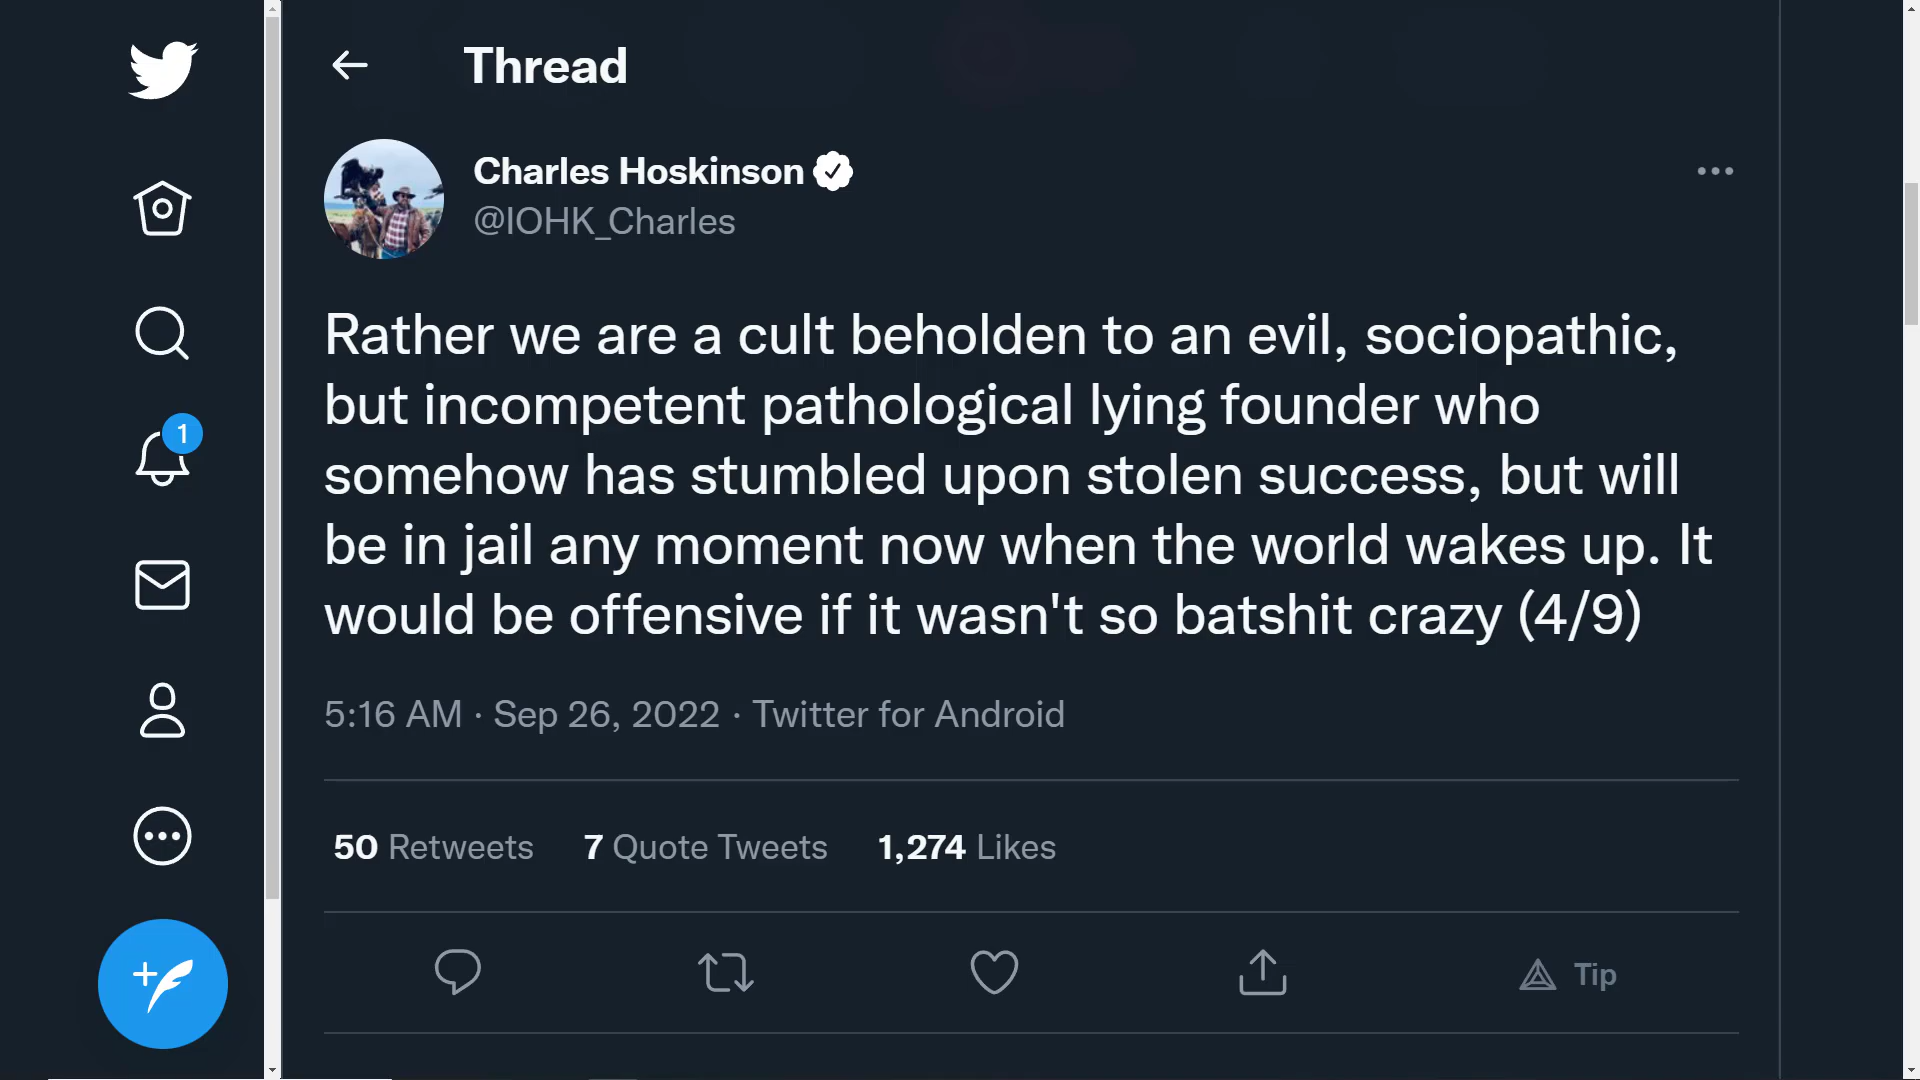 Thread
Charles Hoskinson
@IOHK_Charles
Rather we are a cult beholden to an evil, sociopathic,
but incompetent pathological lying founder who
somehow has stumbled upon stolen success, but will
be in jail any moment now when the world wakes up. It
would be offensive if it wasn't so batshit crazy (4/9)
5:16 AM · Sep 26, 2022 · Twitter for Android
50 Retweets 7 Quote Tweets 1,274 Likes
Tip
1